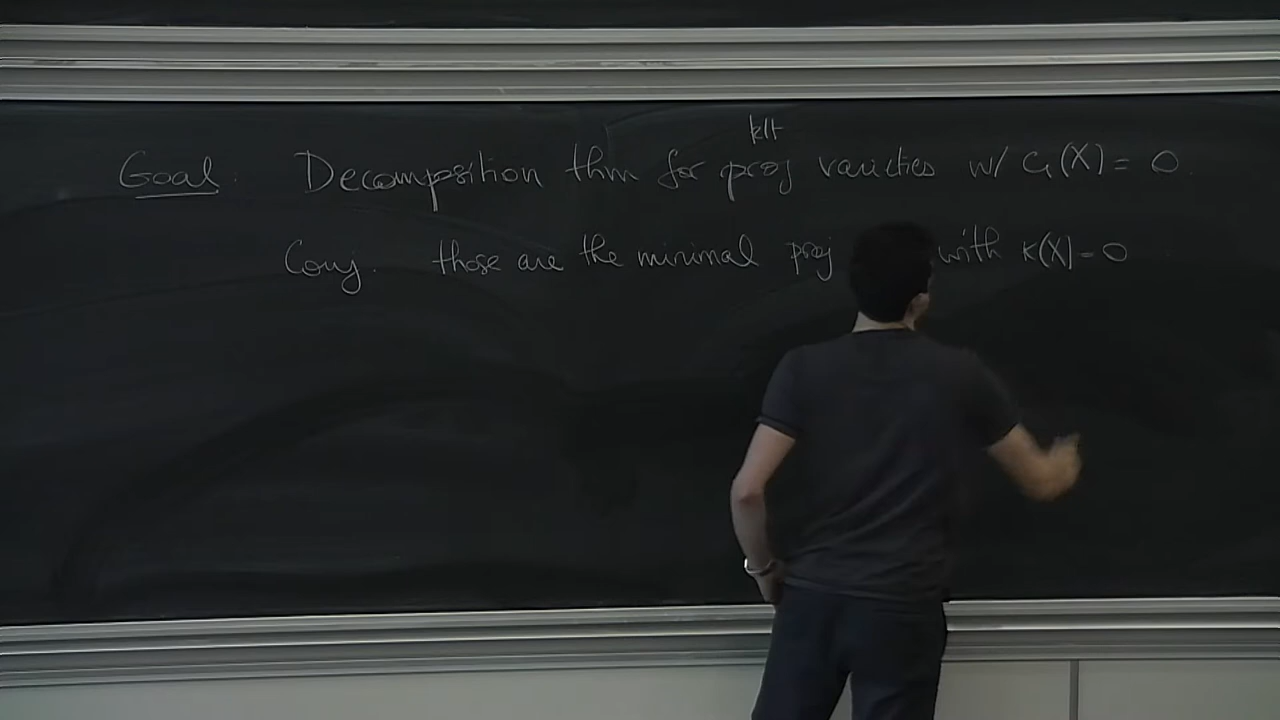 klt
Goal: Decomposition thm for proj varieties w/ c₁(X) = 0.
Conj. those are the minimal proj with κ(X) = 0